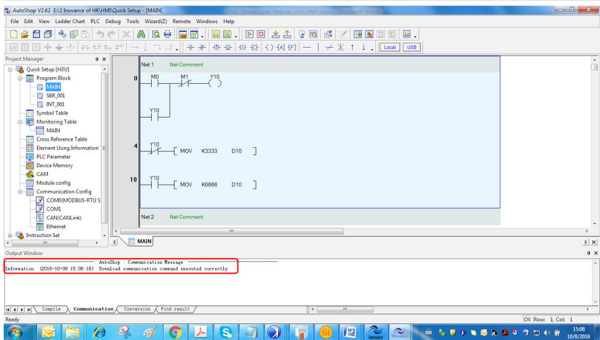 AutoShop V2.62 E:\3 Inovance of HK\HMI\Quick Setup - [MAIN]
File Edit View Ladder Chart PLC Debug Tools Wizard(Z) Remote Windows Help
Local USB
Project Manager
Quick Setup [H3U]
Program Block
MAIN
SBR_001
INT_001
Symbol Table
Monitoring Table
MAIN
Cross Reference Table
Element Using Information
PLC Parameter
Device Memory
CAM
Module config
Communication Config
COM0(MODBUS-RTU S
COM1
CAN(CANLink)
Ethernet
Instruction Set
Net 1 Net Comment
0 M0 M1 Y10
Y10
4 Y10 [ MOV K3333 D10 ]
10 Y10 [ MOV K6666 D10 ]
Net 2 Net Comment
MAIN
Output Window
AutoShop Communication Message
Information (2016-10-08 15:08:18) Download communication command executed correctly
Compile Communication Conversion Find result
Ready
OV Row: 1, Col: 1
15:08
10/8/2016